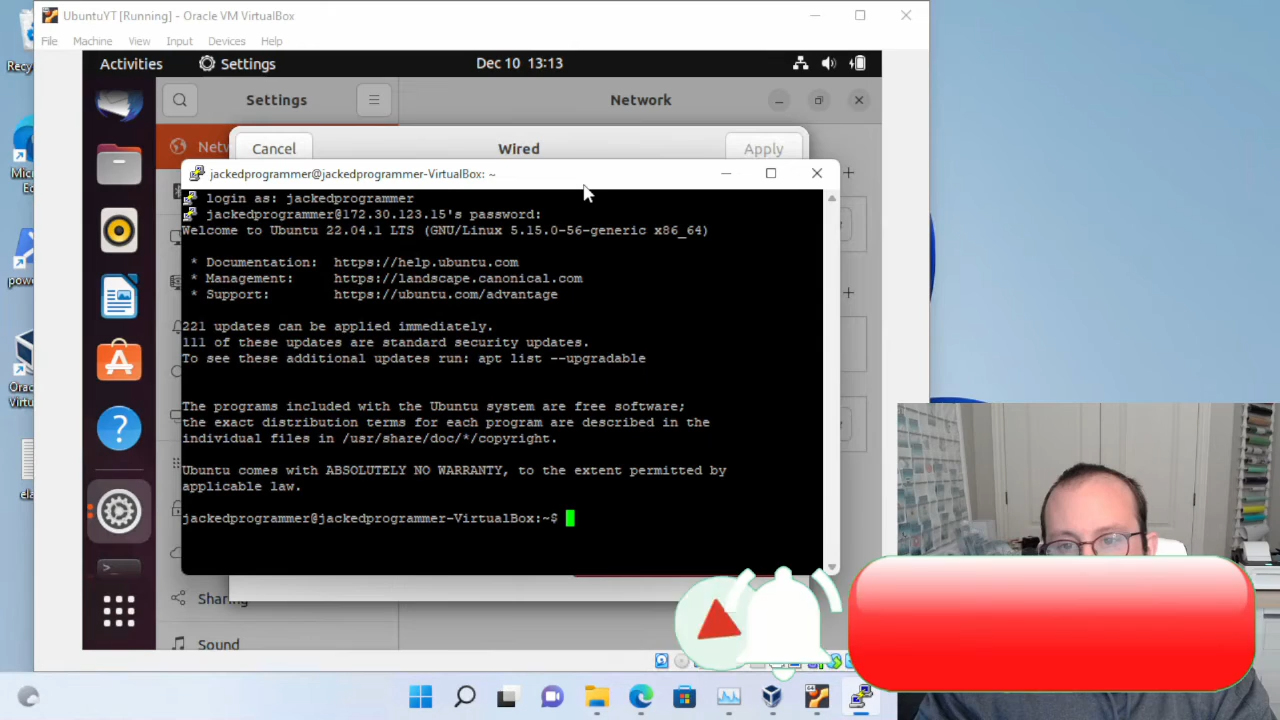 UbuntuYT [Running] - Oracle VM VirtualBox
File Machine View Input Devices Help
Activities Settings Dec 10 13:13
Settings Network
Cancel Wired Apply
jackedprogrammer@jackedprogrammer-VirtualBox: ~
login as: jackedprogrammer
jackedprogrammer@172.30.123.15's password:
Welcome to Ubuntu 22.04.1 LTS (GNU/Linux 5.15.0-56-generic x86_64)
* Documentation: https://help.ubuntu.com
* Management: https://landscape.canonical.com
* Support: https://ubuntu.com/advantage
221 updates can be applied immediately.
111 of these updates are standard security updates.
To see these additional updates run: apt list --upgradable
The programs included with the Ubuntu system are free software;
the exact distribution terms for each program are described in the
individual files in /usr/share/doc/*/copyright.
Ubuntu comes with ABSOLUTELY NO WARRANTY, to the extent permitted by
applicable law.
jackedprogrammer@jackedprogrammer-VirtualBox:~$
Sharing
Sound